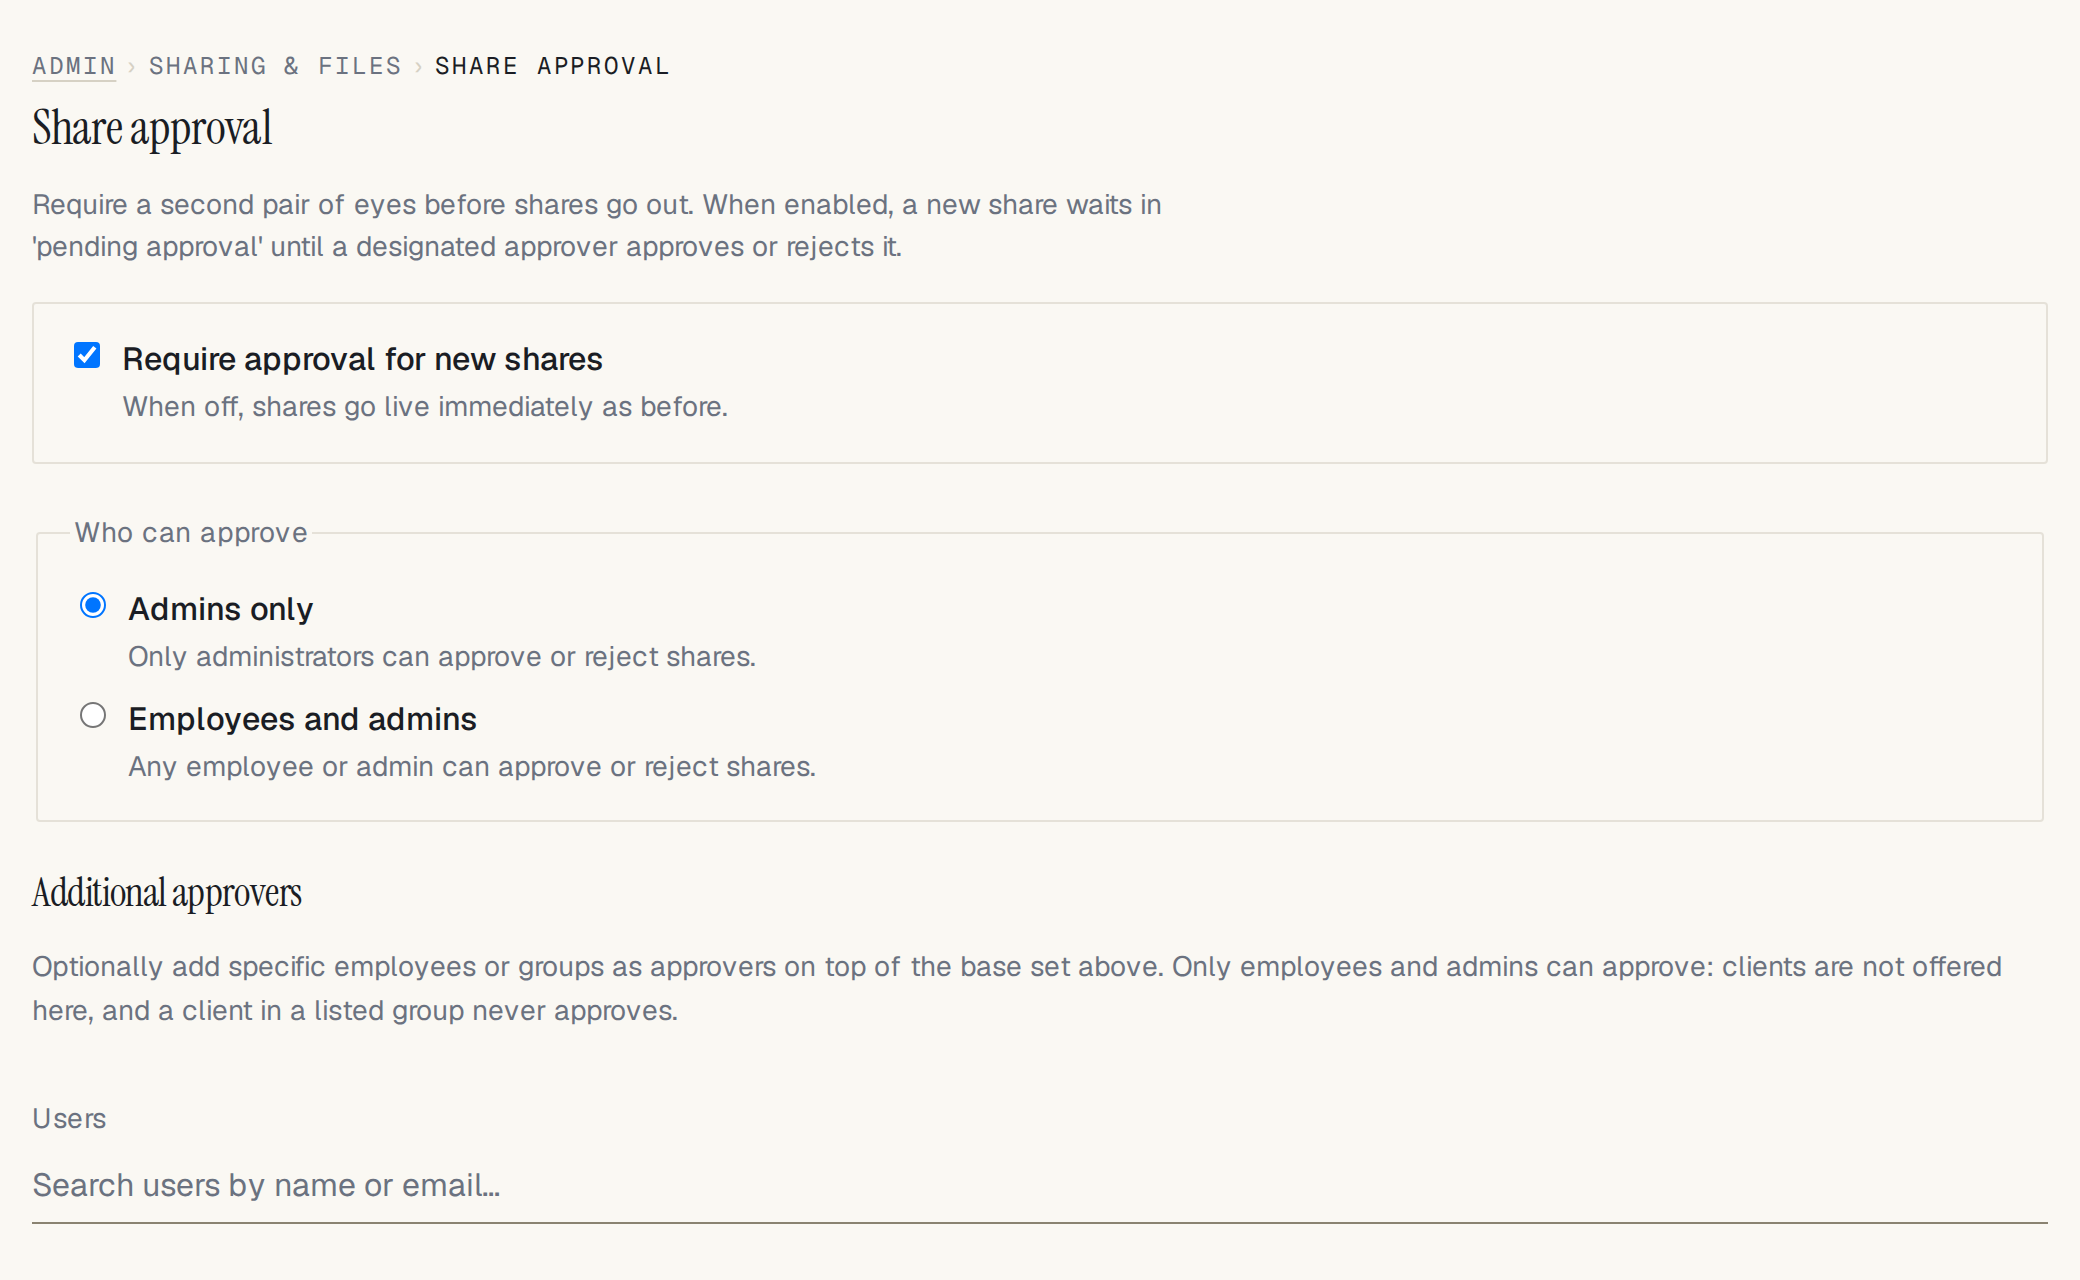 ADMIN › SHARING & FILES › SHARE APPROVAL
Share approval
Require a second pair of eyes before shares go out. When enabled, a new share waits in
'pending approval' until a designated approver approves or rejects it.
Require approval for new shares
When off, shares go live immediately as before.
Who can approve
Admins only
Only administrators can approve or reject shares.
Employees and admins
Any employee or admin can approve or reject shares.
Additional approvers
Optionally add specific employees or groups as approvers on top of the base set above. Only employees and admins can approve: clients are not offered
here, and a client in a listed group never approves.
Users
Search users by name or email…